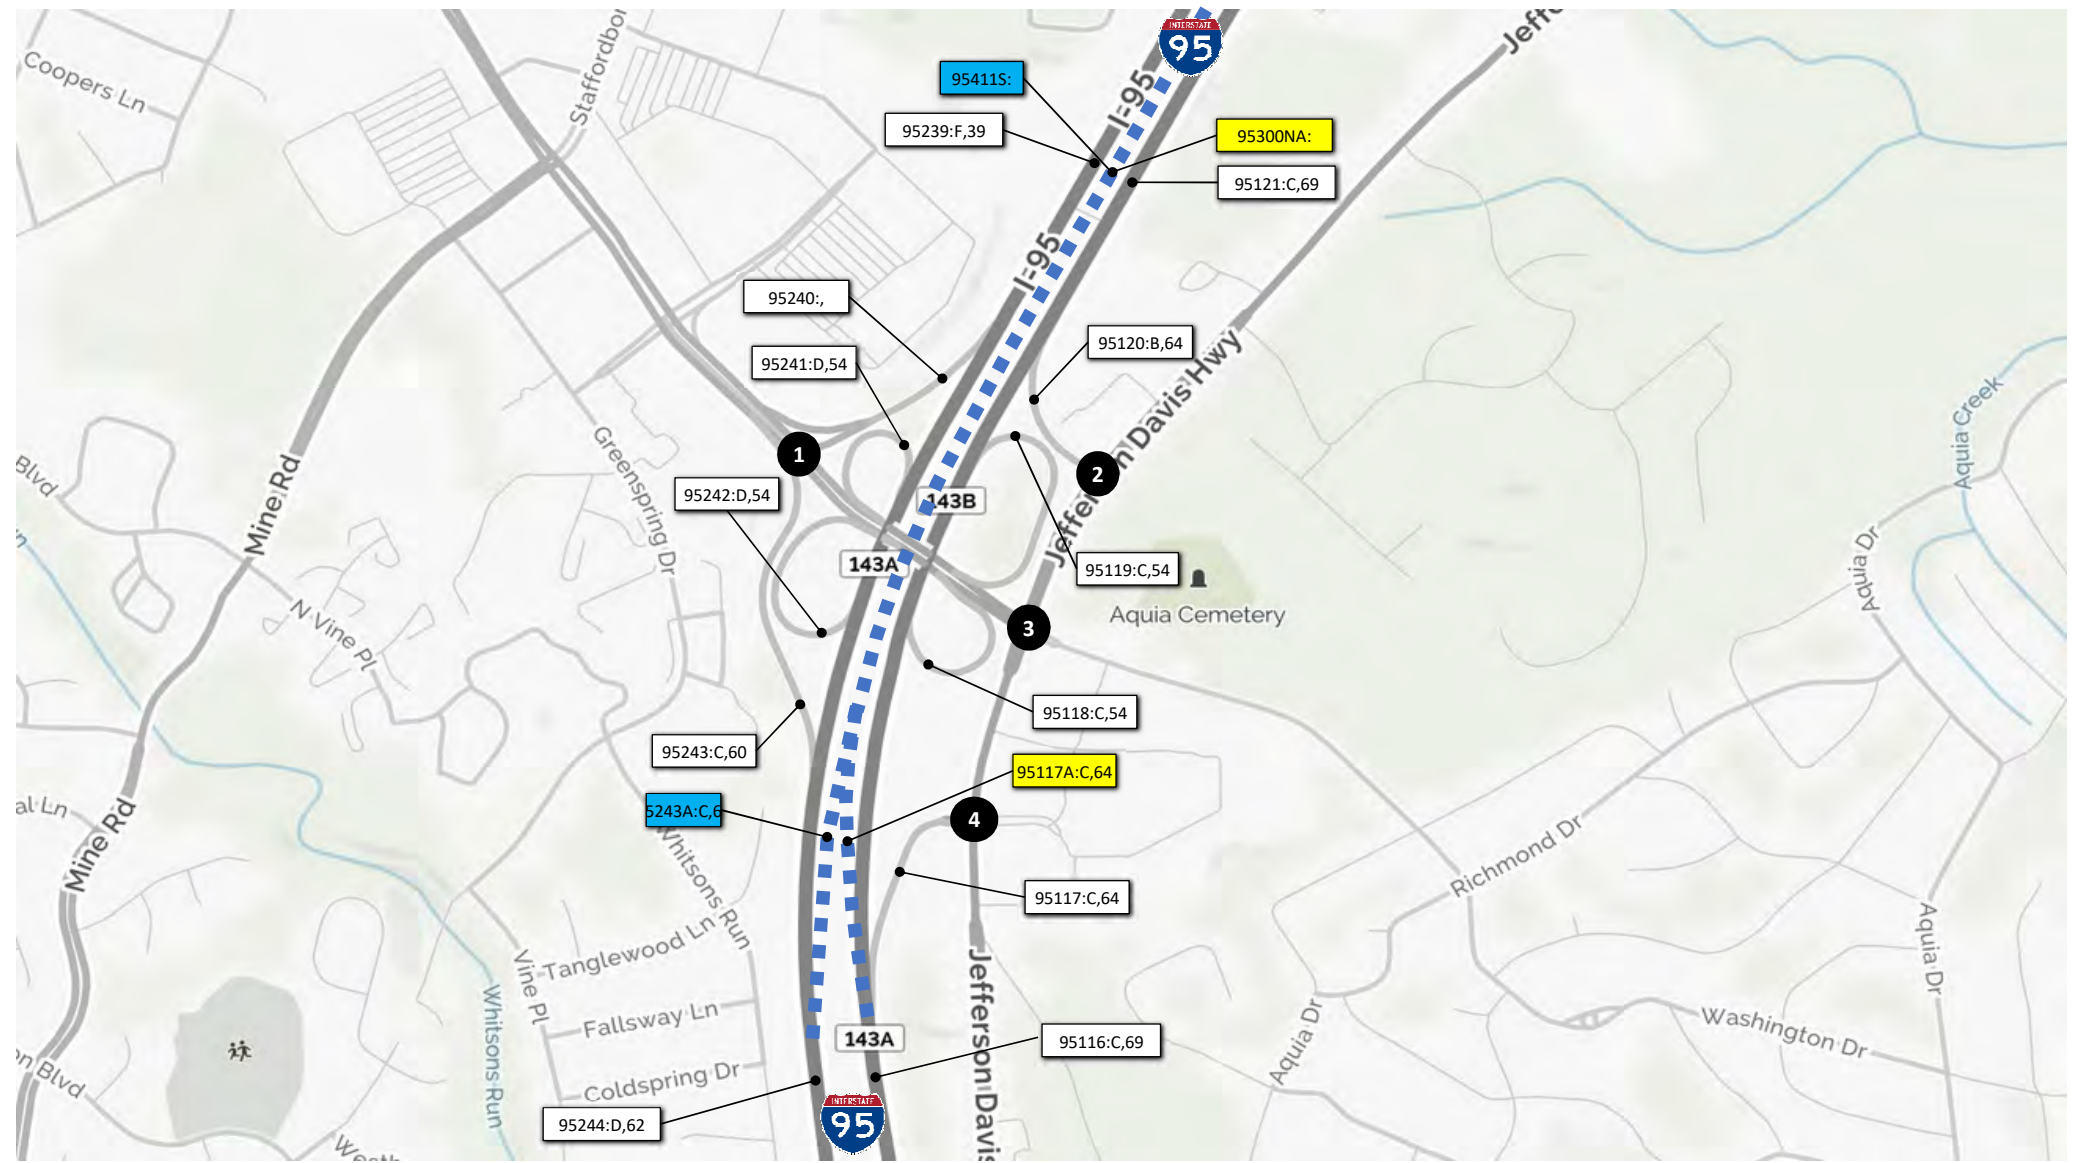 Coopers Ln
Staffordbor
INTERSTATE
95
Jeffe
95411S:
I-95
95239:F,39
95300NA:
95121:C,69
I-95
95240:,
95241:D,54
95120:B,64
Jefferson Davis Hwy
Aquia Creek
Blvd
Mine Rd
Greenspring Dr
1
2
95242:D,54
143B
143A
95119:C,54
Aquia Cemetery
Aquia Dr
N Vine Pl
3
95118:C,54
95243:C,60
95117A:C,64
5243A:C,6
4
al Ln
Mine Rd
Whitsons Run
Richmond Dr
95117:C,64
Tanglewood Ln
Vine Pl
Whitsons Run
Fallsway Ln
Jefferson Davis
Aquia Dr
Aquia Dr
Washington Dr
143A
95116:C,69
on Blvd
Coldspring Dr
95244:D,62
INTERSTATE
95